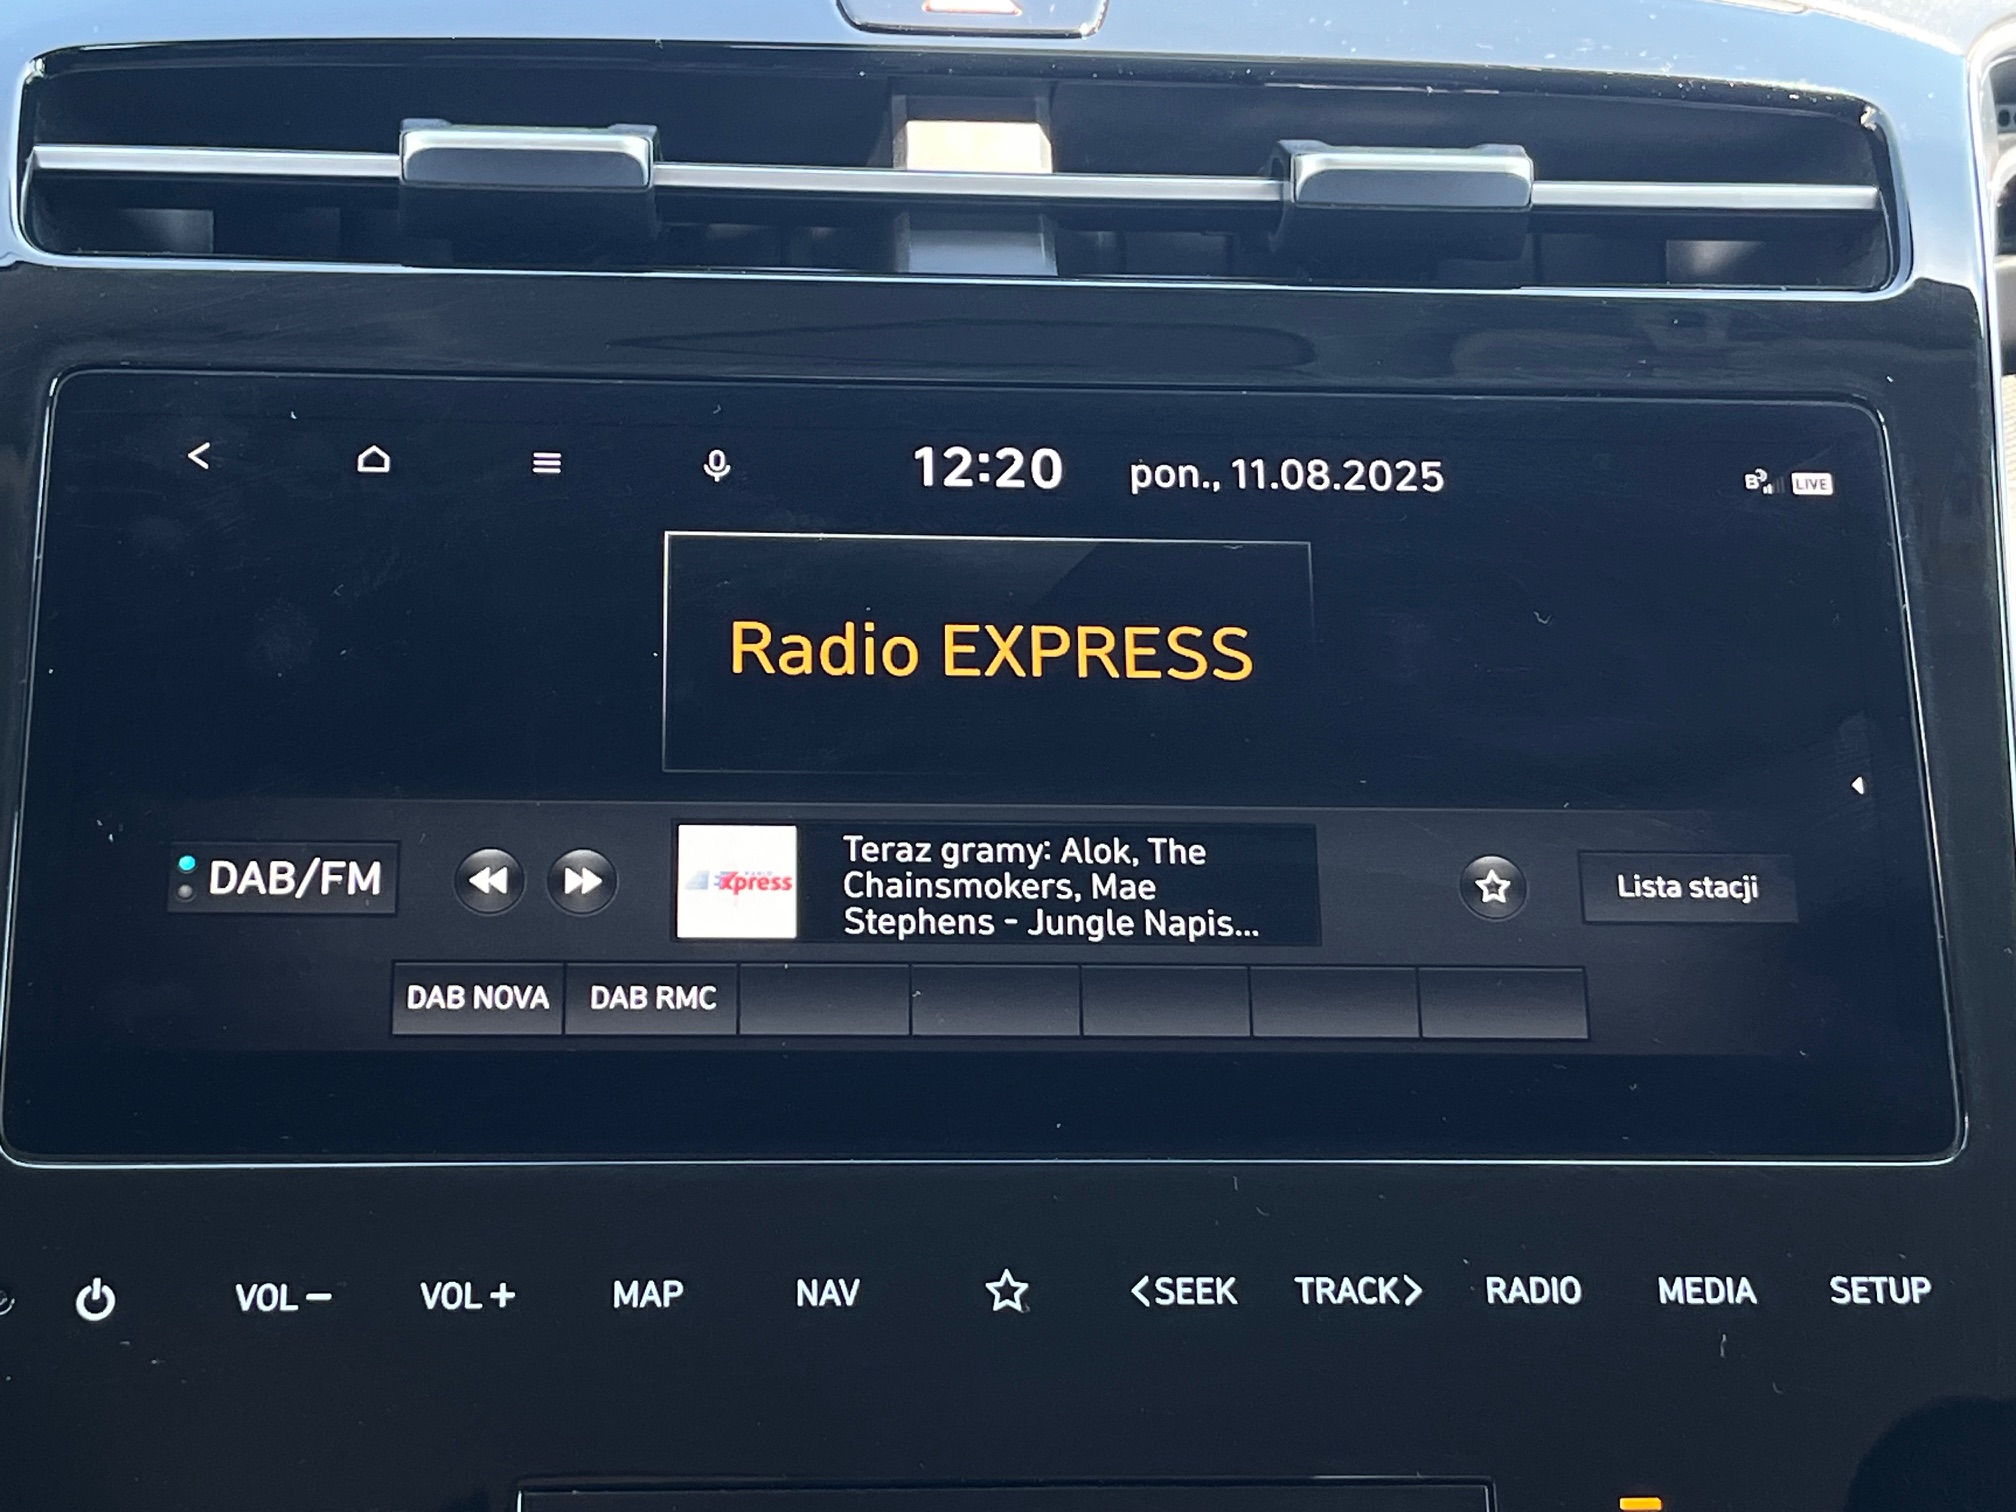 12:20 pon., 11.08.2025
LIVE
Radio EXPRESS
DAB/FM
Express
Teraz gramy: Alok, The
Chainsmokers, Mae
Stephens - Jungle Napis...
Lista stacji
DAB NOVA DAB RMC
VOL − VOL + MAP NAV <SEEK TRACK> RADIO MEDIA SETUP